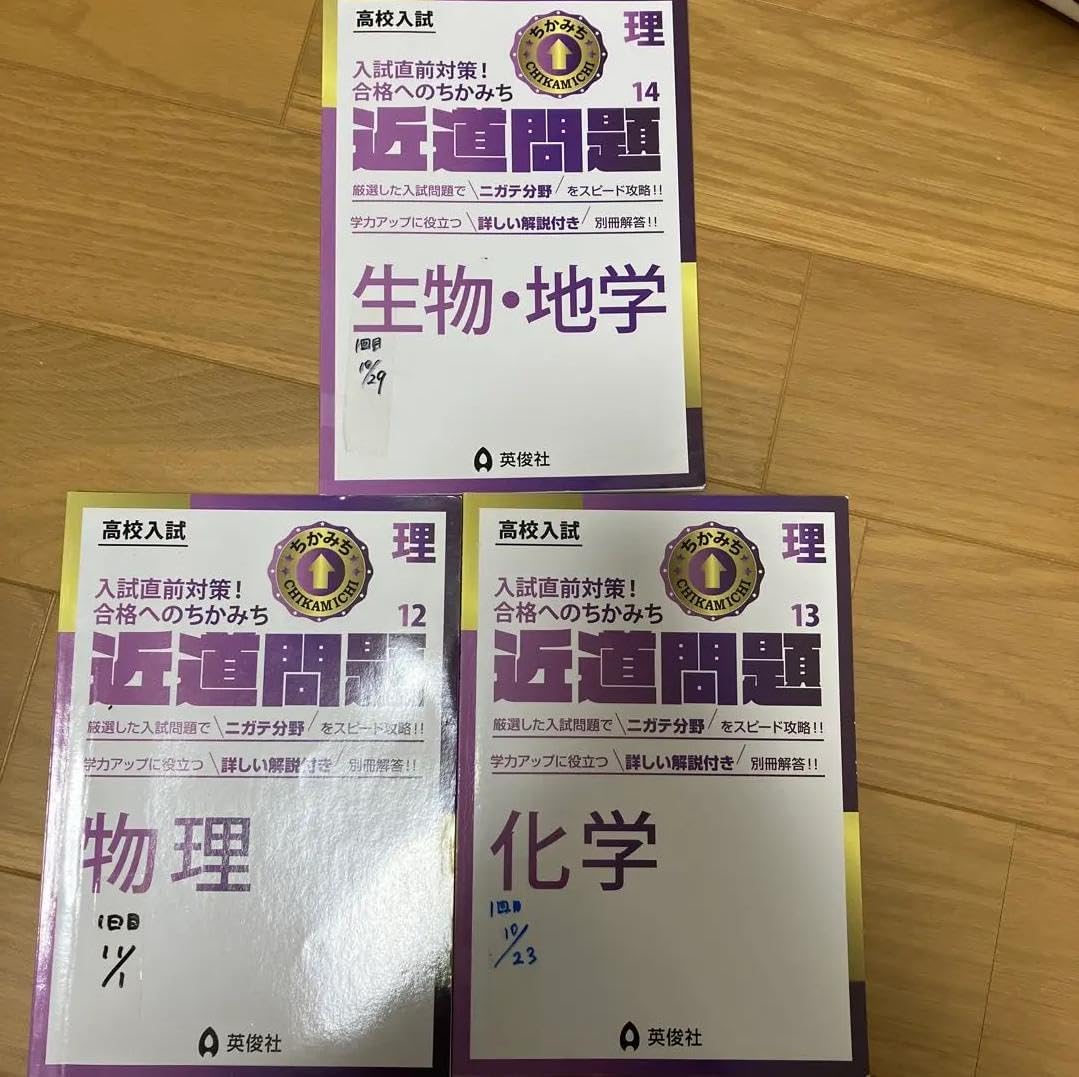 高校入試
ちかみち
CHIKAMICHI
理
入試直前対策!
合格へのちかみち
14
近道問題
厳選した入試問題で ニガテ分野 をスピード攻略!!
学力アップに役立つ 詳しい解説付き 別冊解答!!
生物・地学
1回目
10/29
英俊社
高校入試
ちかみち
CHIKAMICHI
理
入試直前対策!
合格へのちかみち
12
近道問題
厳選した入試問題で ニガテ分野 をスピード攻略!!
学力アップに役立つ 詳しい解説付き 別冊解答!!
物理
1回目
11/1
英俊社
高校入試
ちかみち
CHIKAMICHI
理
入試直前対策!
合格へのちかみち
13
近道問題
厳選した入試問題で ニガテ分野 をスピード攻略!!
学力アップに役立つ 詳しい解説付き 別冊解答!!
化学
1回目
10/23
英俊社